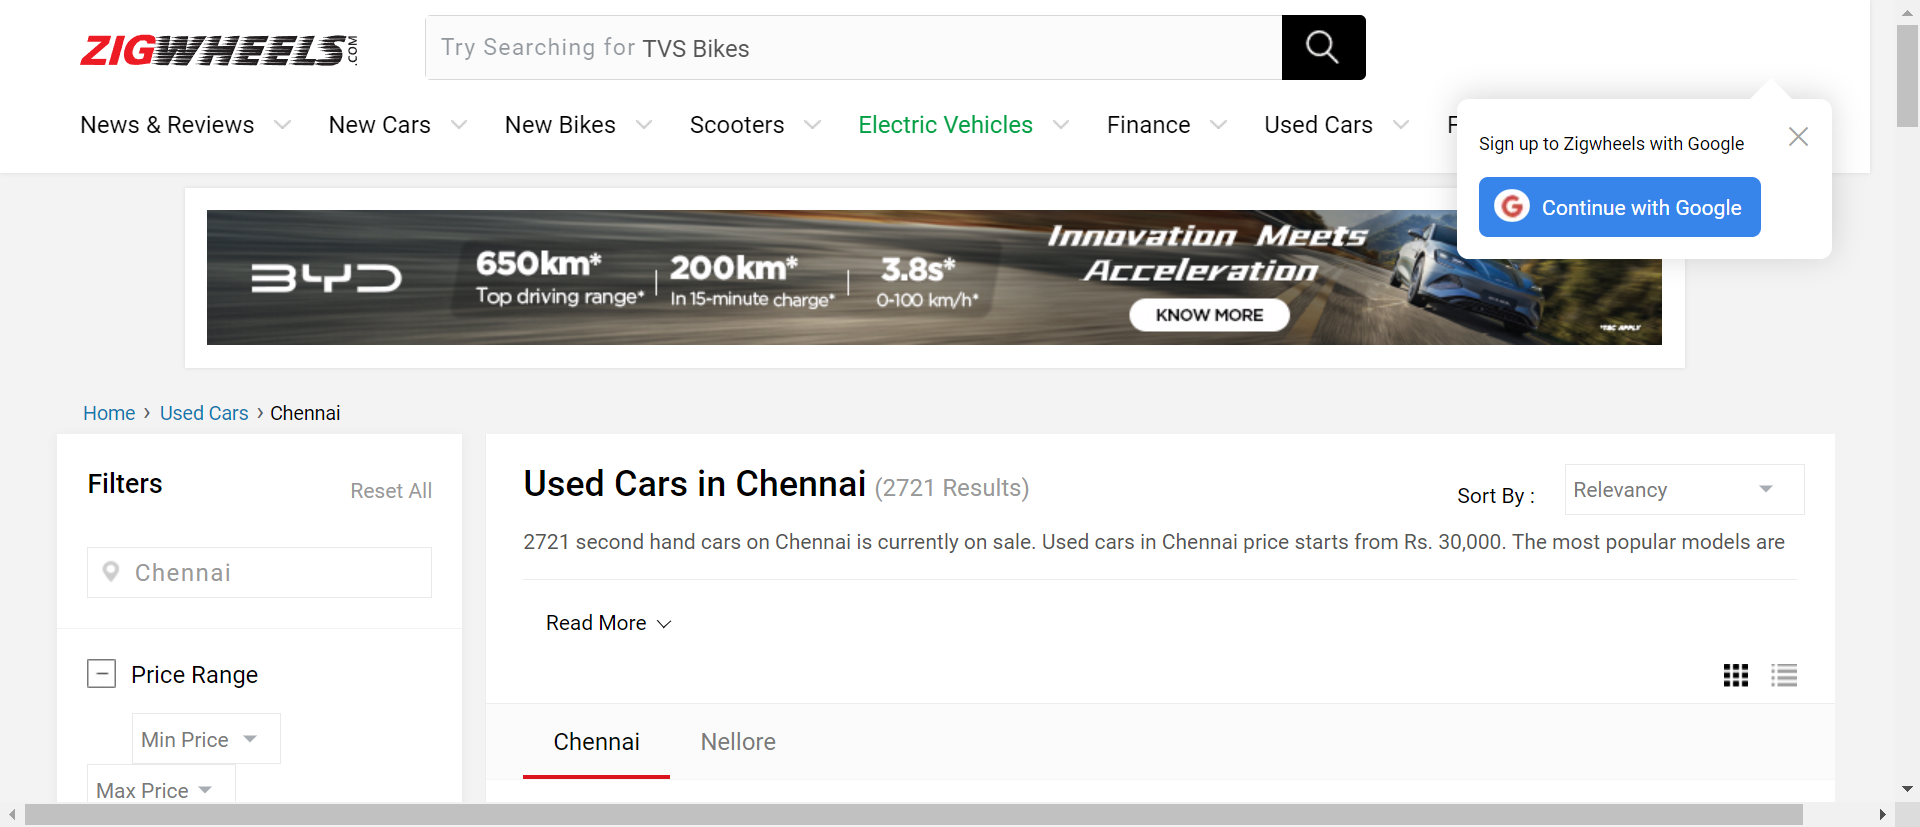 ZIGWHEELS.COM
Try Searching for TVS Bikes
News & Reviews
New Cars
New Bikes
Scooters
Electric Vehicles
Finance
Used Cars
F
Sign up to Zigwheels with Google
Continue with Google
BYD
650km*
Top driving range*
200km*
In 15-minute charge*
3.8s*
0-100 km/h*
Innovation Meets
Acceleration
KNOW MORE
*T&C APPLY
Home › Used Cars › Chennai
Filters
Reset All
Chennai
Price Range
Min Price
Max Price
Used Cars in Chennai (2721 Results)
Sort By :
Relevancy
2721 second hand cars on Chennai is currently on sale. Used cars in Chennai price starts from Rs. 30,000. The most popular models are
Read More
Chennai
Nellore